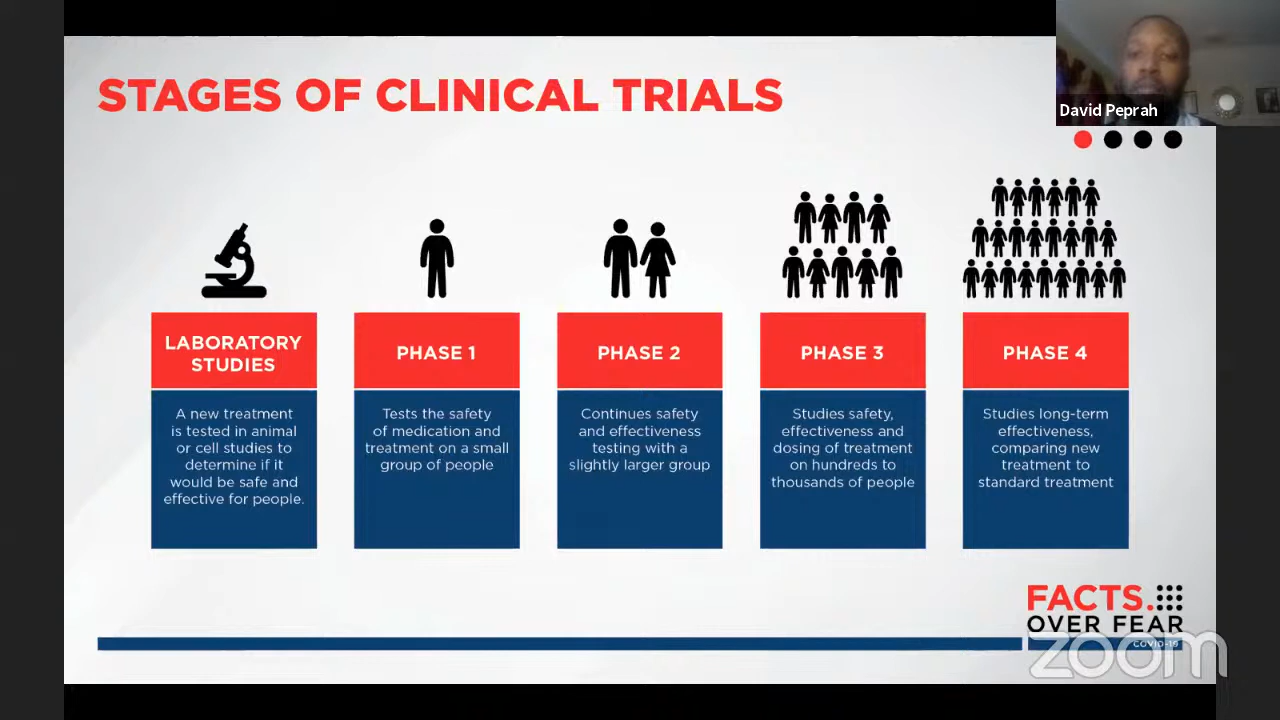 STAGES OF CLINICAL TRIALS
David Peprah
LABORATORY
STUDIES
A new treatment
is tested in animal
or cell studies to
determine if it
would be safe and
effective for people.
PHASE 1
Tests the safety
of medication and
treatment on a small
group of people
PHASE 2
Continues safety
and effectiveness
testing with a
slightly larger group
PHASE 3
Studies safety,
effectiveness and
dosing of treatment
on hundreds to
thousands of people
PHASE 4
Studies long-term
effectiveness,
comparing new
treatment to
standard treatment
FACTS.
OVER FEAR
COVID-19
zoom